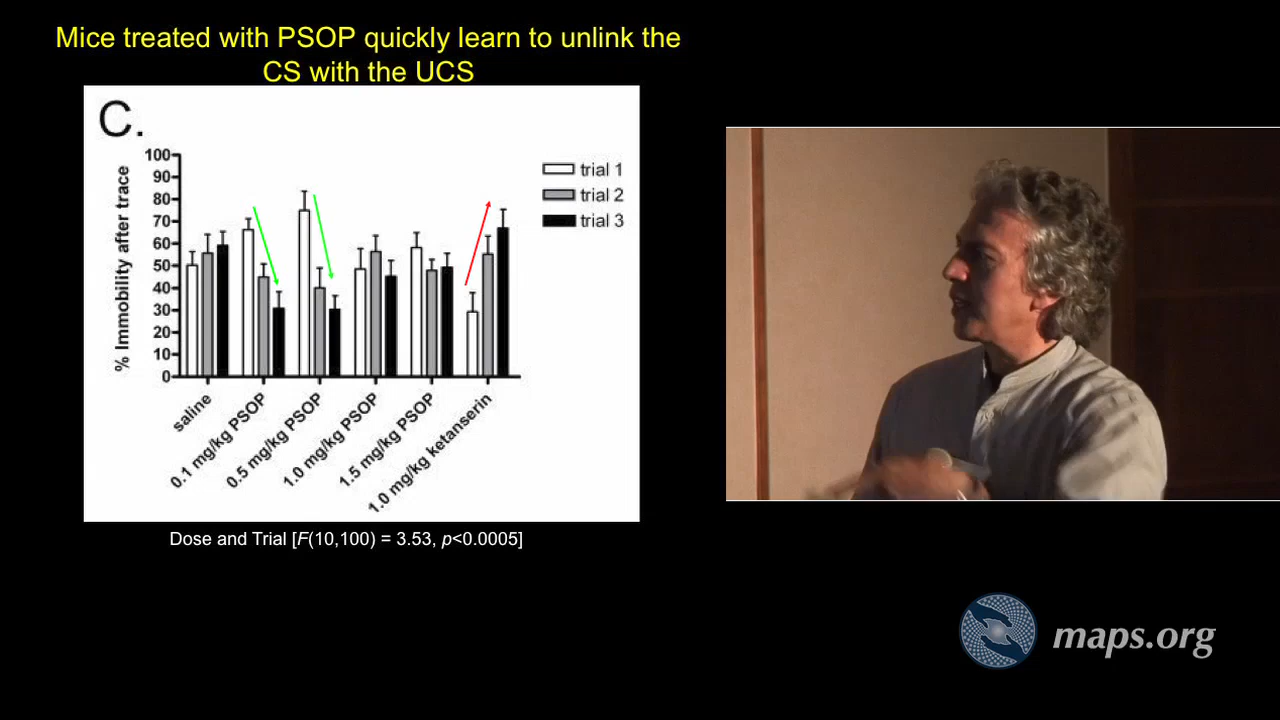 Mice treated with PSOP quickly learn to unlink the
CS with the UCS
C.
% Immobility after trace
100
90
80
70
60
50
40
30
20
10
0
saline
0.1 mg/kg PSOP
0.5 mg/kg PSOP
1.0 mg/kg PSOP
1.5 mg/kg PSOP
1.0 mg/kg ketanserin
trial 1
trial 2
trial 3
Dose and Trial [F(10,100) = 3.53, p<0.0005]
maps.org